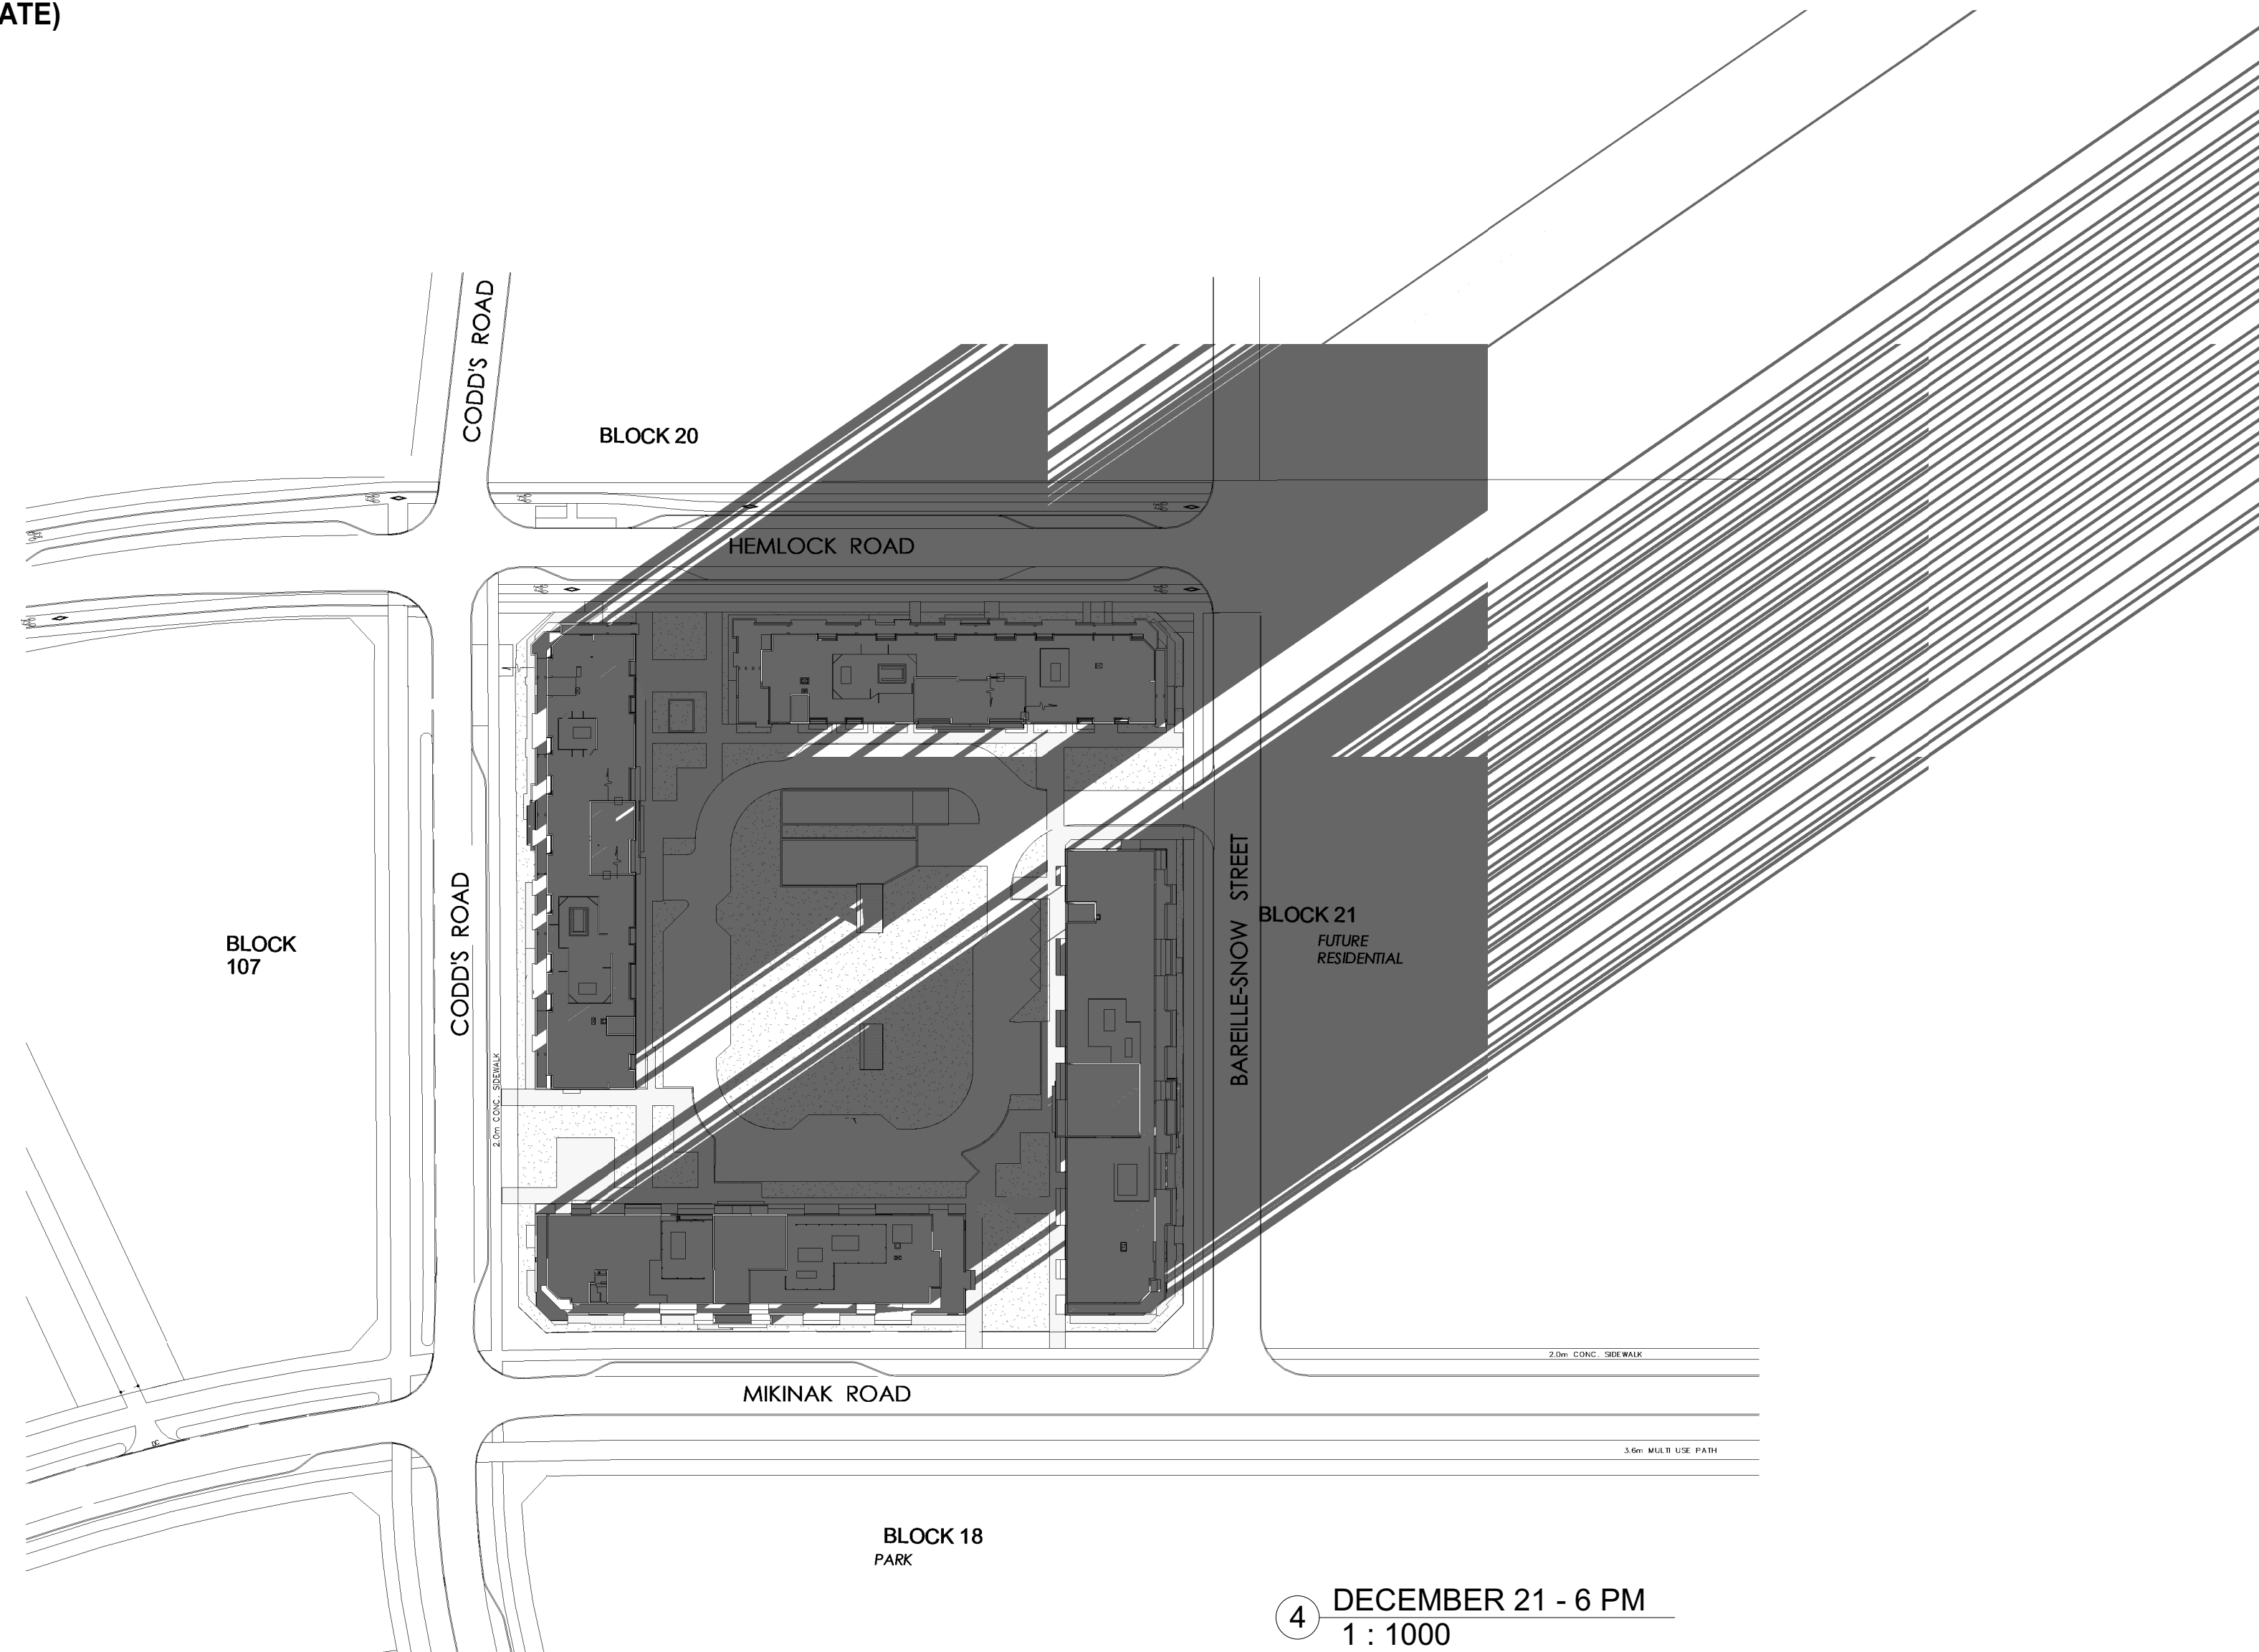 ATE)
CODD'S ROAD
BLOCK 20
HEMLOCK ROAD
BLOCK
107
CODD'S ROAD
2.0m CONC. SIDEWALK
BAREILLE-SNOW STREET
BLOCK 21
FUTURE
RESIDENTIAL
2.0m CONC. SIDEWALK
MIKINAK ROAD
3.6m MULTI USE PATH
BLOCK 18
PARK
4
DECEMBER 21 - 6 PM
1 : 1000